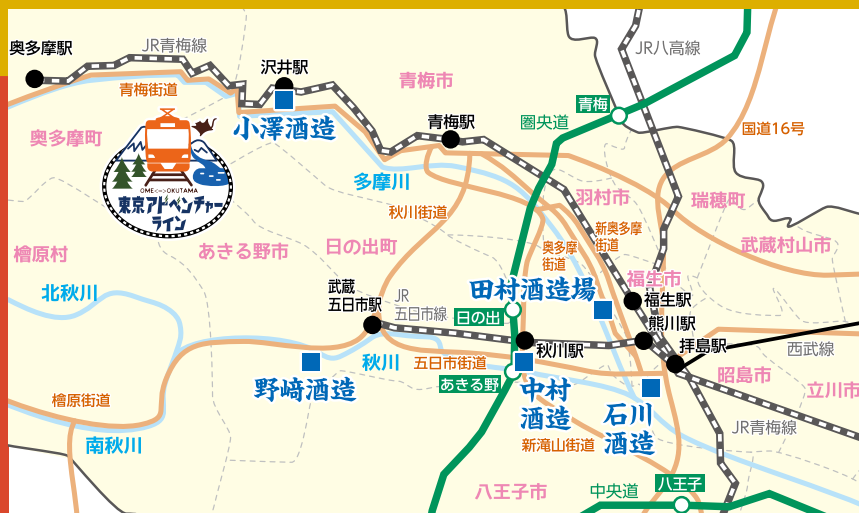 奥多摩駅
JR青梅線
JR八高線
沢井駅
青梅市
青梅街道
青梅
小澤酒造
青梅駅
圏央道
国道16号
奥多摩町
OME<-->OKUTAMA
東京アドベンチャー
ライン
多摩川
羽村市
瑞穂町
秋川街道
檜原村
あきる野市
日の出町
奥多摩
街道
新奥多摩
街道
武蔵村山市
北秋川
武蔵
五日市駅
JR
五日市線
田村酒造場
日の出
福生市
福生駅
熊川駅
拝島駅
秋川駅
西武線
野﨑酒造
秋川
五日市街道
あきる野
昭島市
立川市
中村
酒造
石川
酒造
檜原街道
南秋川
新滝山街道
JR青梅線
八王子市
中央道
八王子